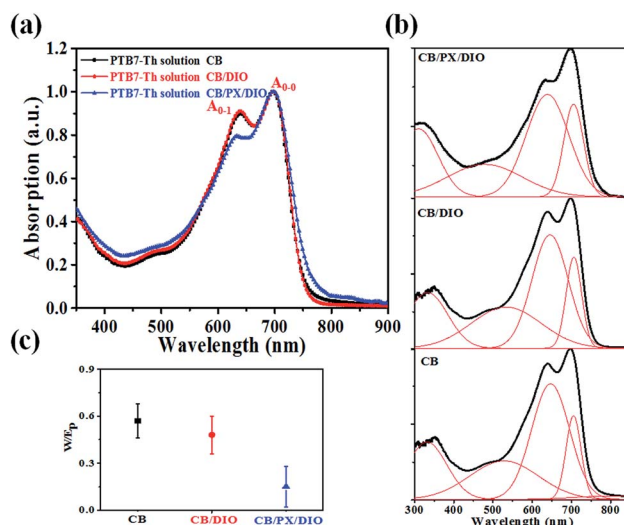 (a)
PTB7-Th solution CB
PTB7-Th solution CB/DIO
PTB7-Th solution CB/PX/DIO
A0-1
A0-0
Absorption (a.u.)
1.2
1.0
0.8
0.6
0.4
0.2
0.0
400 500 600 700 800 900
Wavelength (nm)
(b)
CB/PX/DIO
CB/DIO
CB
300 400 500 600 700 800
Wavelength (nm)
(c)
W/Ep
0.9
0.6
0.3
0.0
CB CB/DIO CB/PX/DIO